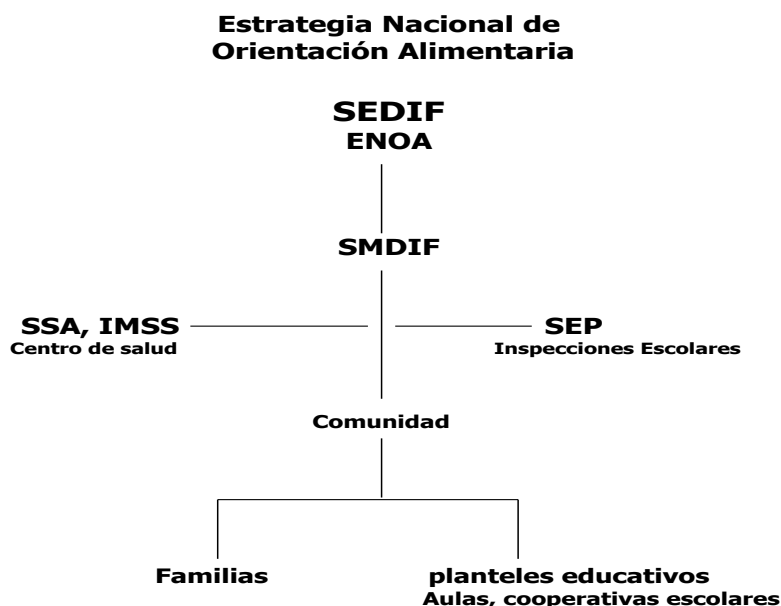 Estrategia Nacional de
Orientación Alimentaria
SEDIF
ENOA
SMDIF
SSA, IMSS
Centro de salud
SEP
Inspecciones Escolares
Comunidad
Familias
planteles educativos
Aulas, cooperativas escolares